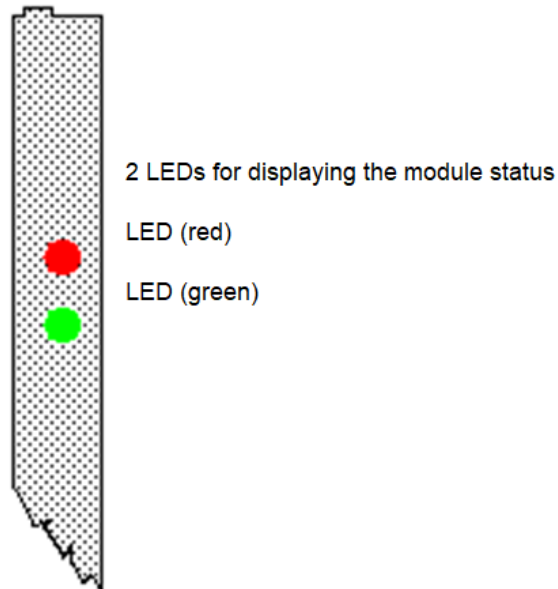 2 LEDs for displaying the module status
LED (red)
LED (green)